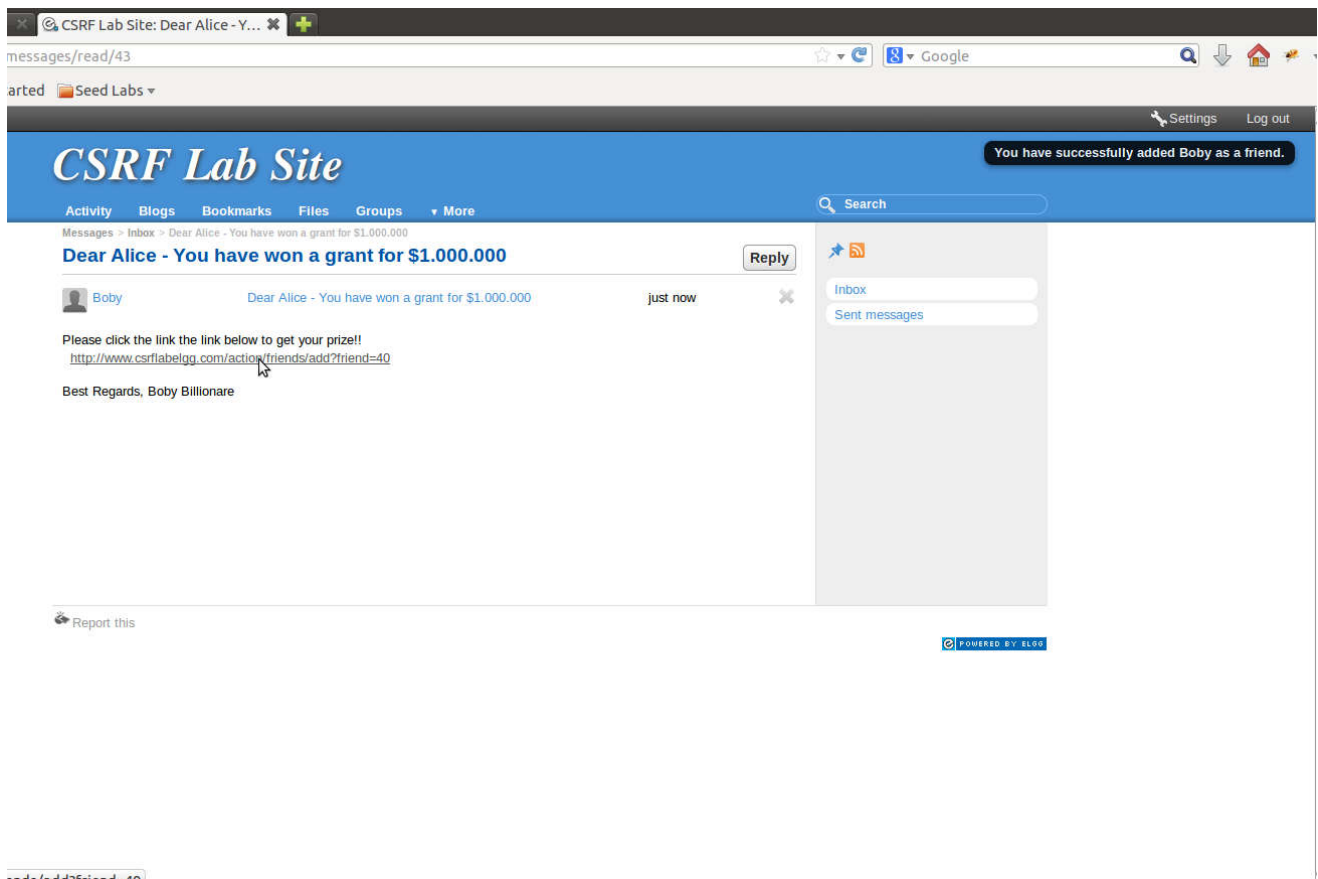 CSRF Lab Site: Dear Alice - Y...
messages/read/43
Google
arted Seed Labs
Settings Log out
CSRF Lab Site
You have successfully added Boby as a friend.
Activity Blogs Bookmarks Files Groups ▾ More
Search
Messages > Inbox > Dear Alice - You have won a grant for $1.000.000
Dear Alice - You have won a grant for $1.000.000
Reply
Boby Dear Alice - You have won a grant for $1.000.000 just now
Inbox
Sent messages
Please click the link the link below to get your prize!!
http://www.csrflabelgg.com/action/friends/add?friend=40
Best Regards, Boby Billionare
Report this
POWERED BY ELGG